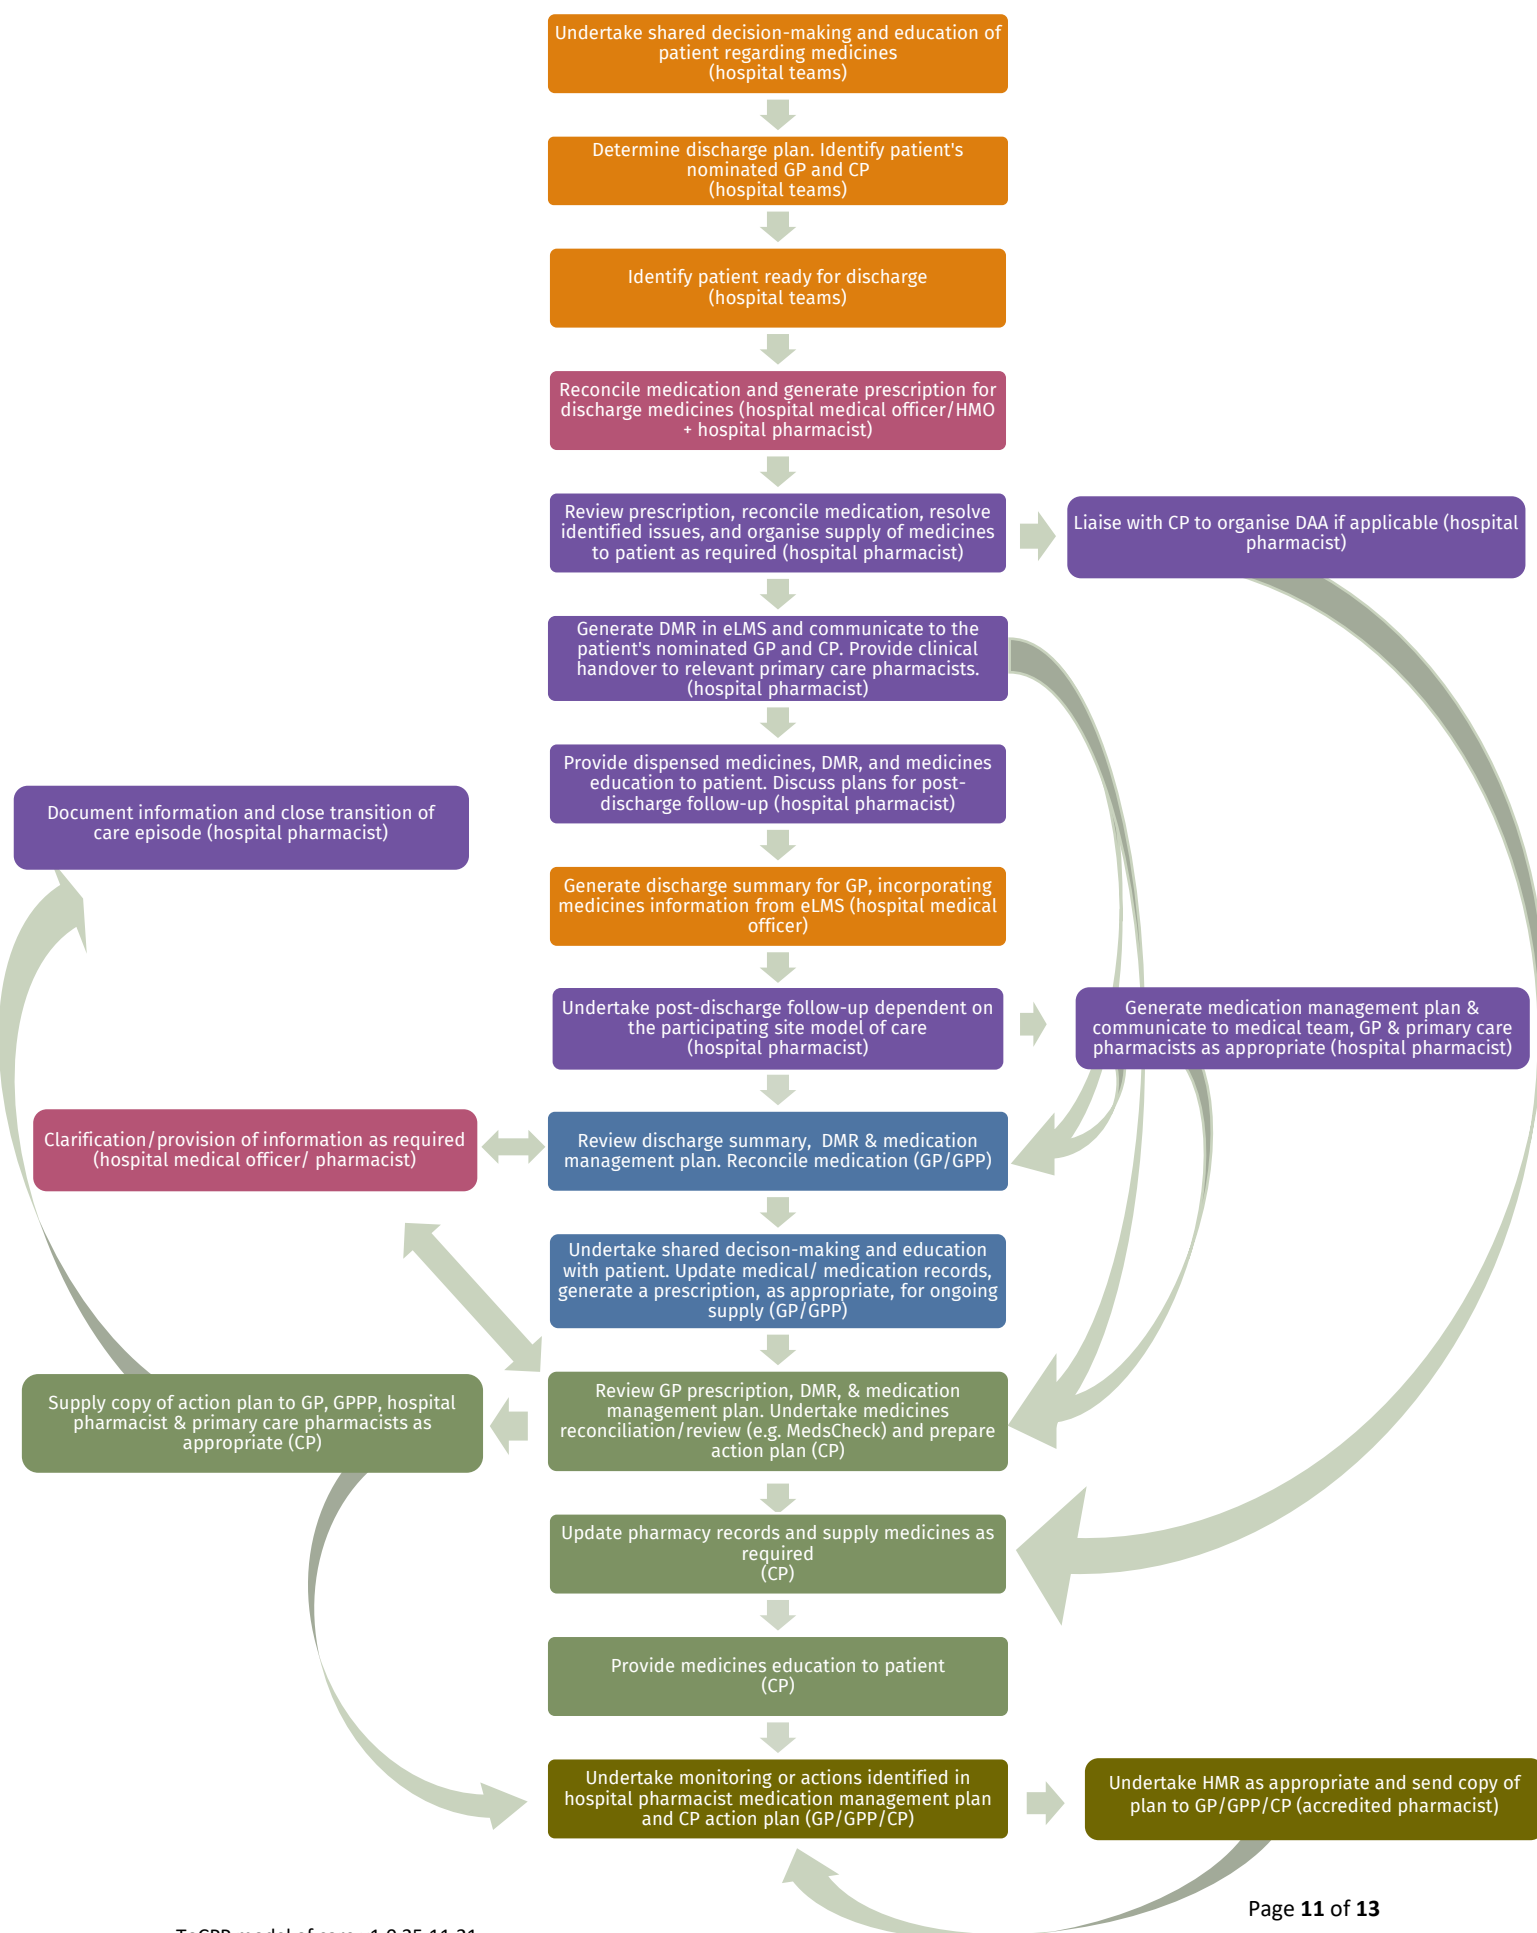 Undertake shared decision-making and education of
patient regarding medicines
(hospital teams)
Determine discharge plan. Identify patient's
nominated GP and CP
(hospital teams)
Identify patient ready for discharge
(hospital teams)
Reconcile medication and generate prescription for
discharge medicines (hospital medical officer/HMO
+ hospital pharmacist)
Review prescription, reconcile medication, resolve
identified issues, and organise supply of medicines
to patient as required (hospital pharmacist)
Liaise with CP to organise DAA if applicable (hospital
pharmacist)
Generate DMR in eLMS and communicate to the
patient's nominated GP and CP. Provide clinical
handover to relevant primary care pharmacists.
(hospital pharmacist)
Provide dispensed medicines, DMR, and medicines
education to patient. Discuss plans for post-
discharge follow-up (hospital pharmacist)
Document information and close transition of
care episode (hospital pharmacist)
Generate discharge summary for GP, incorporating
medicines information from eLMS (hospital medical
officer)
Undertake post-discharge follow-up dependent on
the participating site model of care
(hospital pharmacist)
Generate medication management plan &
communicate to medical team, GP & primary care
pharmacists as appropriate (hospital pharmacist)
Clarification/provision of information as required
(hospital medical officer/ pharmacist)
Review discharge summary,  DMR & medication
management plan. Reconcile medication (GP/GPP)
Undertake shared decison-making and education
with patient. Update medical/ medication records,
generate a prescription, as appropriate, for ongoing
supply (GP/GPP)
Review GP prescription, DMR, & medication
management plan. Undertake medicines
reconciliation/review (e.g. MedsCheck) and prepare
action plan (CP)
Supply copy of action plan to GP, GPPP, hospital
pharmacist & primary care pharmacists as
appropriate (CP)
Update pharmacy records and supply medicines as
required
(CP)
Provide medicines education to patient
(CP)
Undertake monitoring or actions identified in
hospital pharmacist medication management plan
and CP action plan (GP/GPP/CP)
Undertake HMR as appropriate and send copy of
plan to GP/GPP/CP (accredited pharmacist)
Page 11 of 13